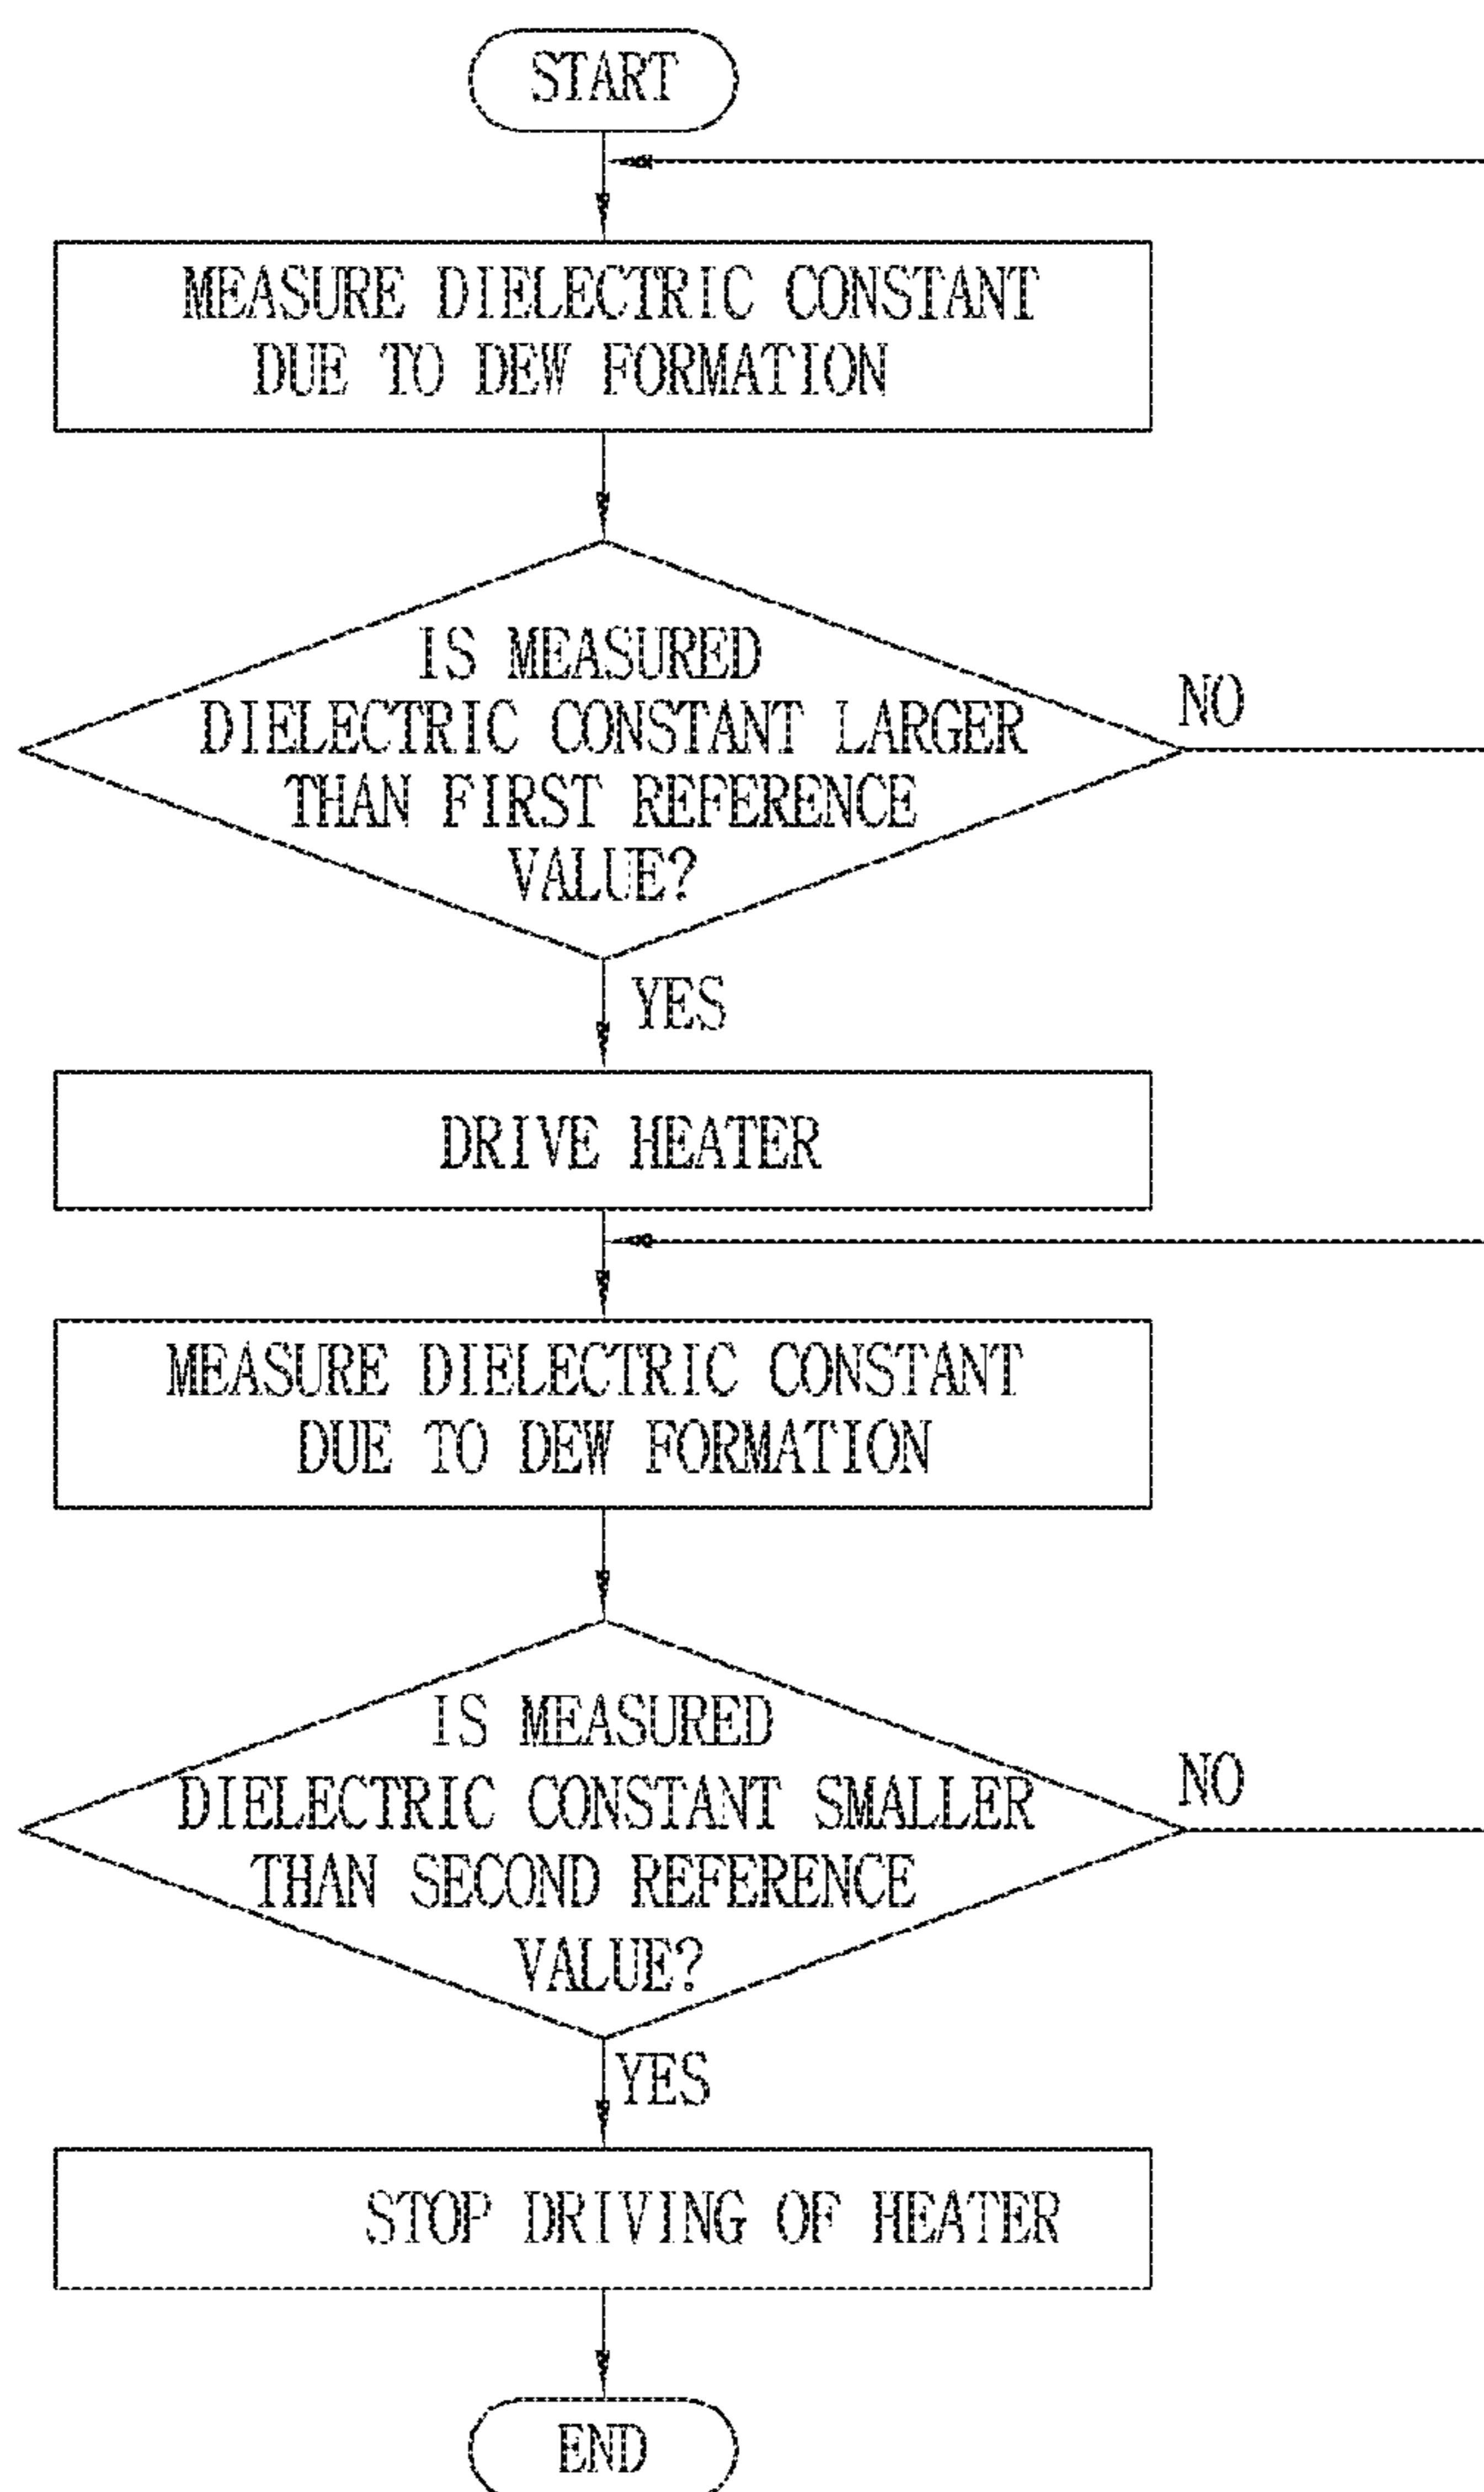 START
MEASURE DIELECTRIC CONSTANT
DUE TO DEW FORMATION
IS MEASURED
DIELECTRIC CONSTANT LARGER
THAN FIRST REFERENCE
VALUE?
NO
YES
DRIVE HEATER
MEASURE DIELECTRIC CONSTANT
DUE TO DEW FORMATION
IS MEASURED
DIELECTRIC CONSTANT SMALLER
THAN SECOND REFERENCE
VALUE?
NO
YES
STOP DRIVING OF HEATER
END